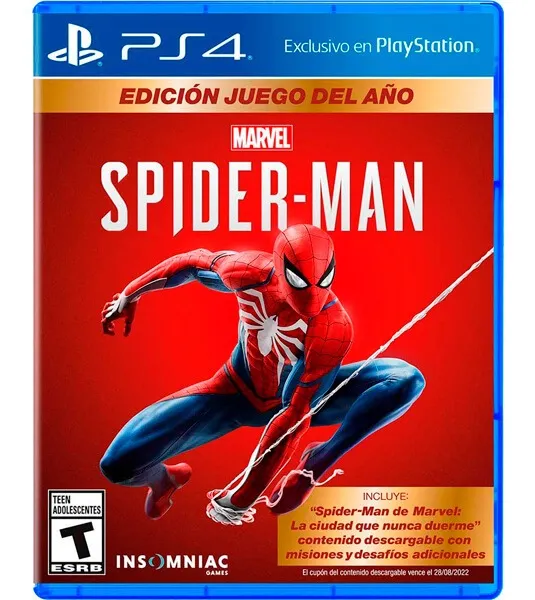 PS4
Exclusivo en PlayStation®
EDICIÓN JUEGO DEL AÑO
MARVEL
SPIDER-MAN
INCLUYE:
“Spider-Man de Marvel:
La ciudad que nunca duerme”
contenido descargable con
misiones y desafíos adicionales
El cupón del contenido descargable vence el 28/08/2022
TEEN
ADOLESCENTES
T
ESRB
INSOMNIAC
GAMES